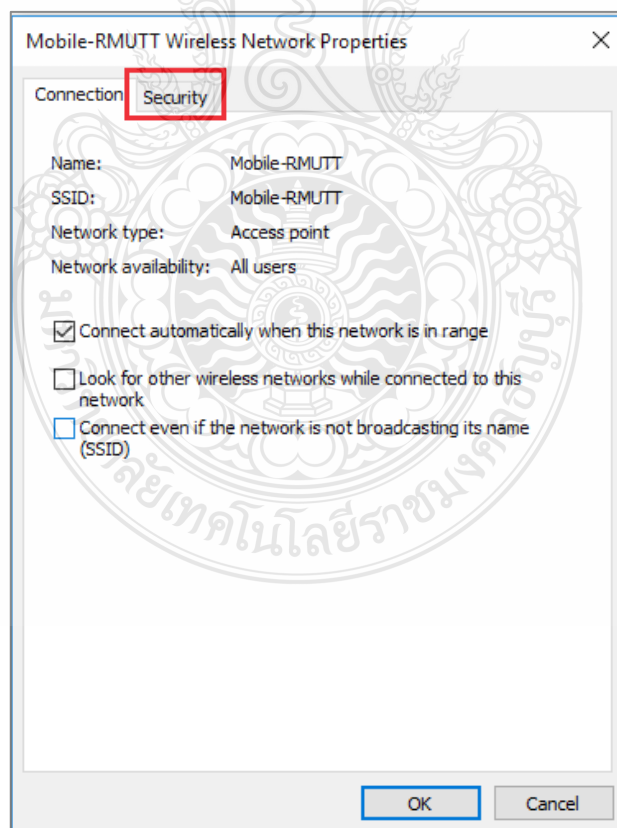 Mobile-RMUTT Wireless Network Properties
Connection
Security
Name: Mobile-RMUTT
SSID: Mobile-RMUTT
Network type: Access point
Network availability: All users
Connect automatically when this network is in range
Look for other wireless networks while connected to this
network
Connect even if the network is not broadcasting its name
(SSID)
OK
Cancel